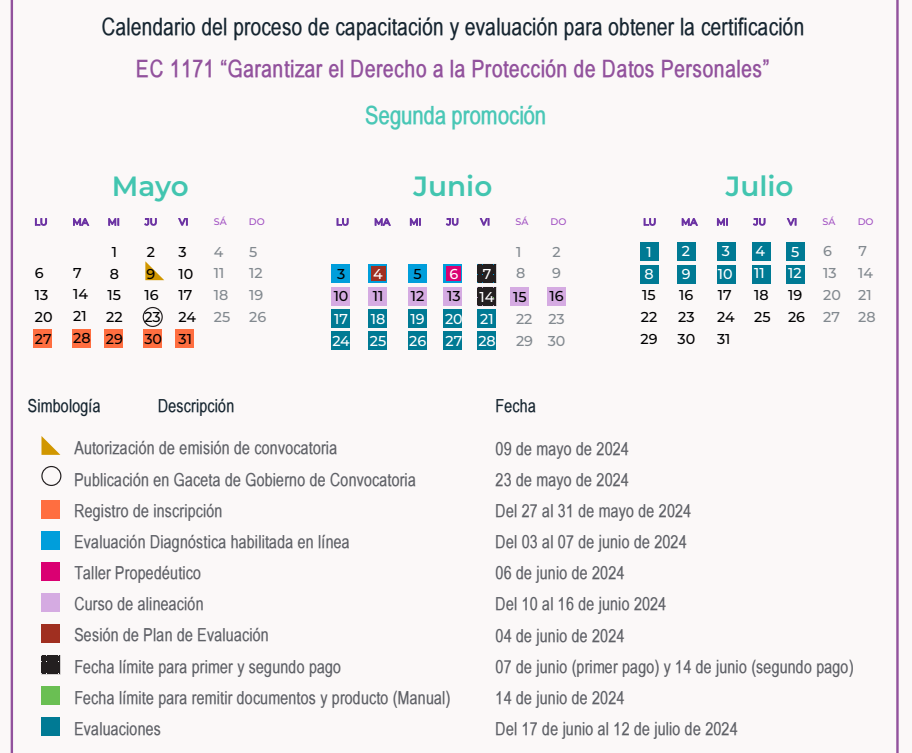 Calendario del proceso de capacitación y evaluación para obtener la certificación
EC 1171 “Garantizar el Derecho a la Protección de Datos Personales”
Segunda promoción
Mayo
LU MA MI JU VI SÁ DO
1 2 3 4 5
6 7 8 9 10 11 12
13 14 15 16 17 18 19
20 21 22 23 24 25 26
27 28 29 30 31
Junio
LU MA MI JU VI SÁ DO
1 2
3 4 5 6 7 8 9
10 11 12 13 14 15 16
17 18 19 20 21 22 23
24 25 26 27 28 29 30
Julio
LU MA MI JU VI SÁ DO
1 2 3 4 5 6 7
8 9 10 11 12 13 14
15 16 17 18 19 20 21
22 23 24 25 26 27 28
29 30 31
Simbología Descripción Fecha
Autorización de emisión de convocatoria 09 de mayo de 2024
Publicación en Gaceta de Gobierno de Convocatoria 23 de mayo de 2024
Registro de inscripción Del 27 al 31 de mayo de 2024
Evaluación Diagnóstica habilitada en línea Del 03 al 07 de junio de 2024
Taller Propedéutico 06 de junio de 2024
Curso de alineación Del 10 al 16 de junio 2024
Sesión de Plan de Evaluación 04 de junio de 2024
Fecha límite para primer y segundo pago 07 de junio (primer pago) y 14 de junio (segundo pago)
Fecha límite para remitir documentos y producto (Manual) 14 de junio de 2024
Evaluaciones Del 17 de junio al 12 de julio de 2024